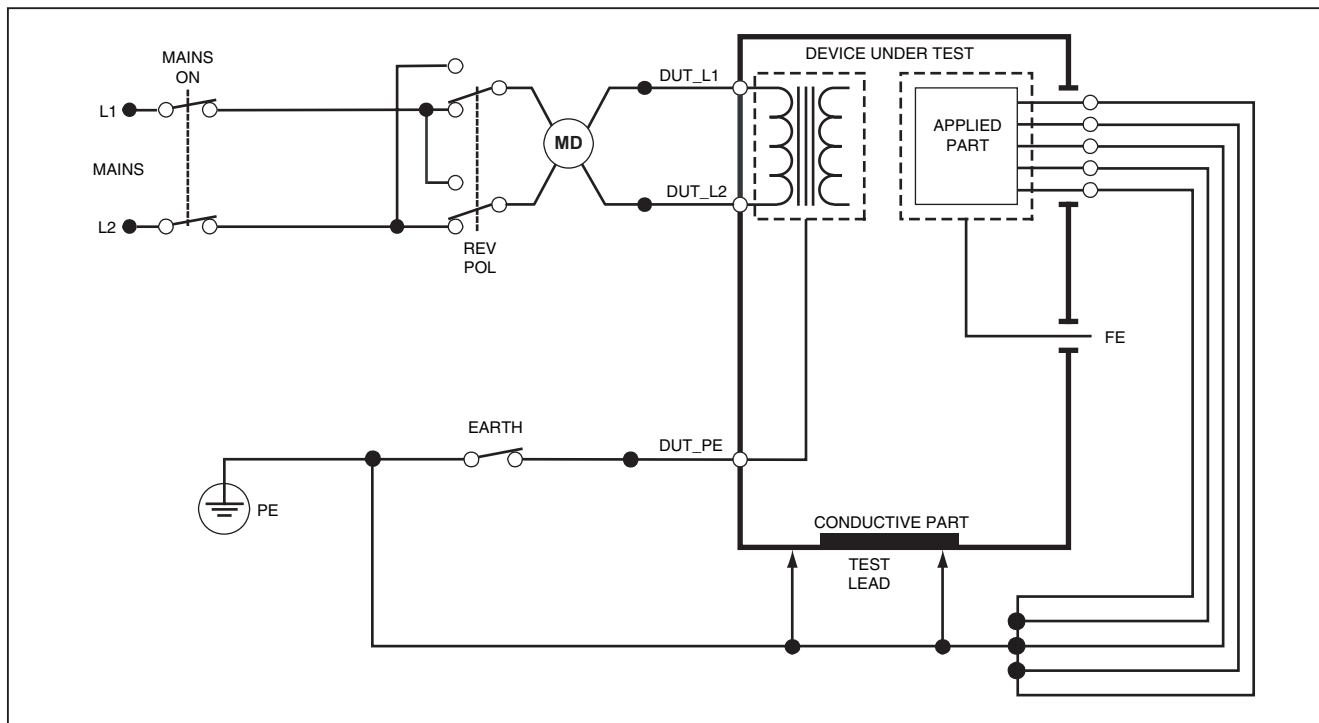 MAINS
ON
L1
MAINS
L2
REV
POL
MD
DUT_L1
DUT_L2
DEVICE UNDER TEST
APPLIED
PART
FE
EARTH
DUT_PE
PE
CONDUCTIVE PART
TEST
LEAD